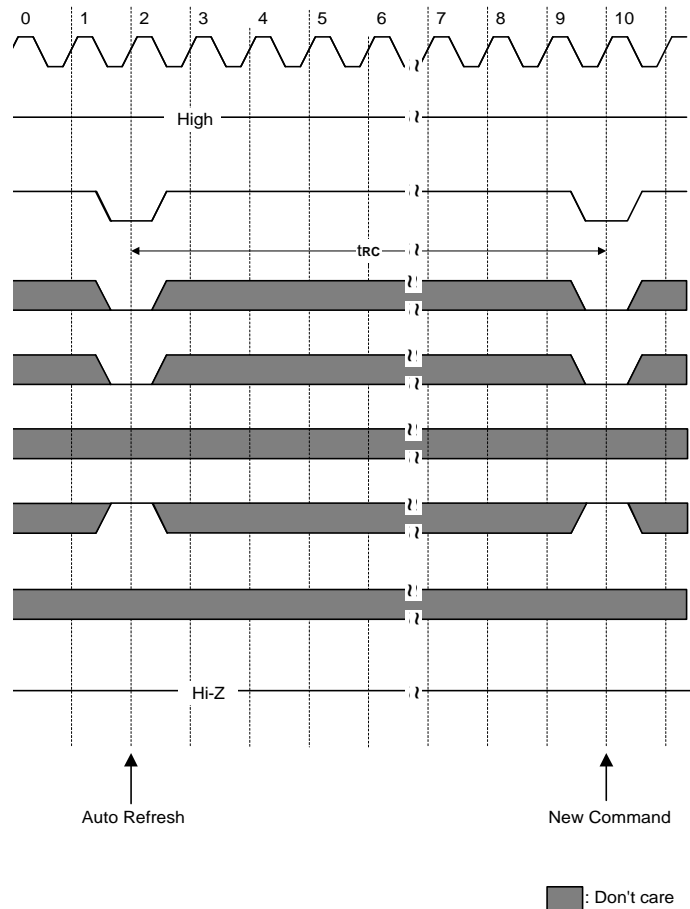 0 1 2 3 4 5 6 7 8 9 10
High
tRC
Hi-Z
Auto Refresh New Command
: Don't care